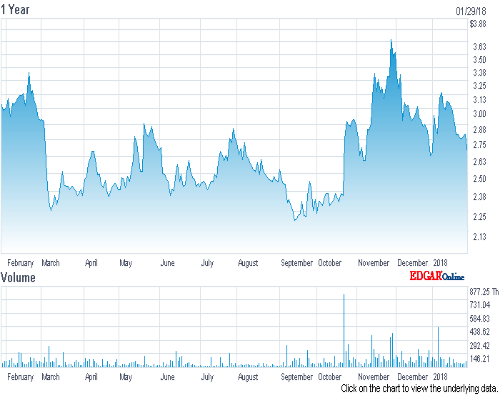 1 Year
01/29/18
$3.88
3.63
3.50
3.38
3.25
3.13
3.00
2.88
2.75
2.63
2.50
2.38
2.25
2.13
February March April May June July August September October November December 2018
EDGAR Online
Volume
877.25 Th
731.04
584.83
438.62
292.42
146.21
February March April May June July August September October November December 2018
Click on the chart to view the underlying data.